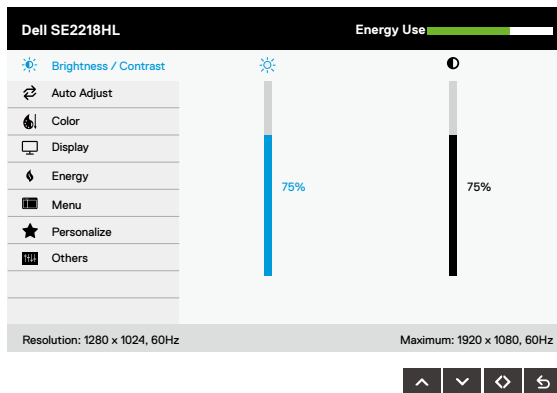 Dell SE2218HL
Energy Use
Brightness / Contrast
Auto Adjust
Color
Display
Energy
Menu
Personalize
Others
75%
75%
Resolution: 1280 x 1024, 60Hz
Maximum: 1920 x 1080, 60Hz